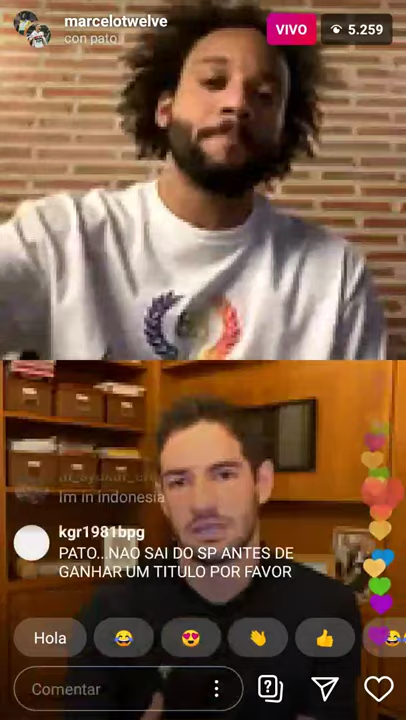 marcelotwelve
con pato
VIVO
5.259
Im in indonesia
kgr1981bpg
PATO..NAO SAI DO SP ANTES DE
GANHAR UM TITULO POR FAVOR
Hola
Comentar